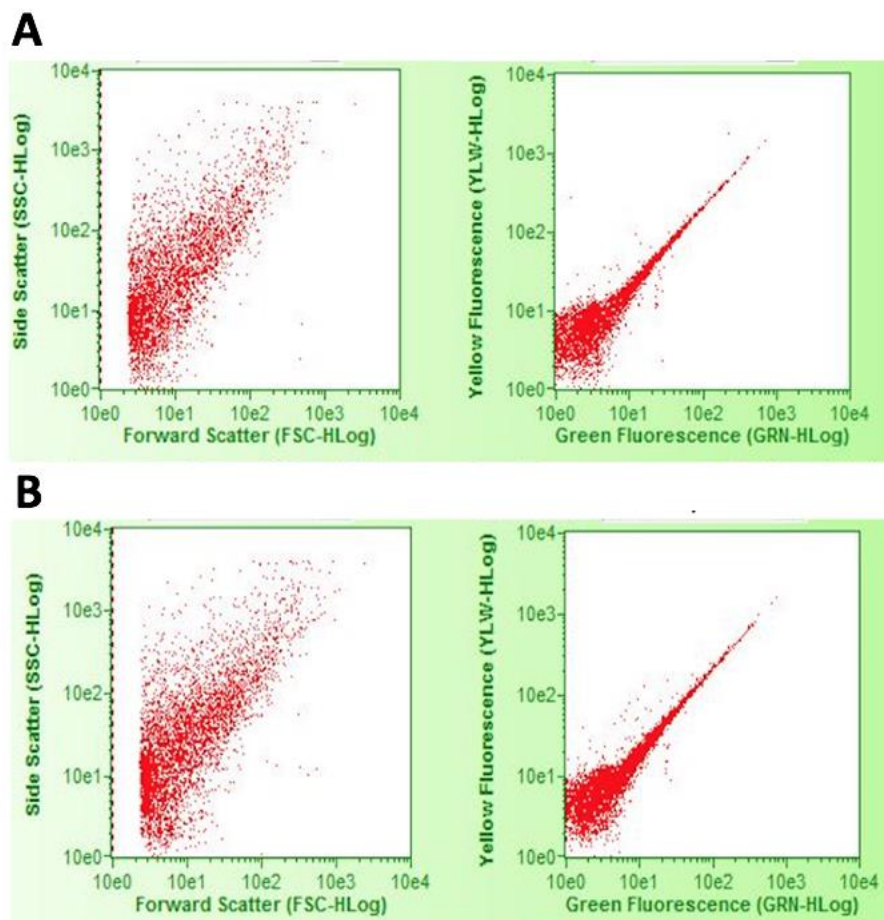 A
10e4
10e3
10e2
10e1
10e0
Side Scatter (SSC-HLog)
10e0 10e1 10e2 10e3 10e4
Forward Scatter (FSC-HLog)
10e4
10e3
10e2
10e1
10e0
Yellow Fluorescence (YLW-HLog)
10e0 10e1 10e2 10e3 10e4
Green Fluorescence (GRN-HLog)
B
10e4
10e3
10e2
10e1
10e0
Side Scatter (SSC-HLog)
10e0 10e1 10e2 10e3 10e4
Forward Scatter (FSC-HLog)
10e4
10e3
10e2
10e1
10e0
Yellow Fluorescence (YLW-HLog)
10e0 10e1 10e2 10e3 10e4
Green Fluorescence (GRN-HLog)